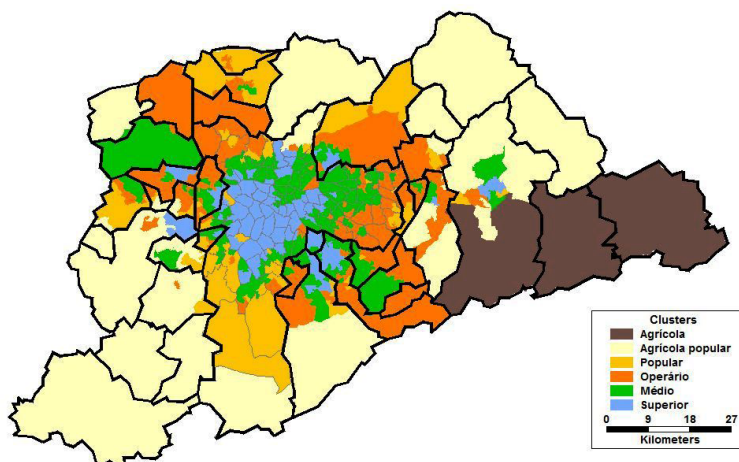 Clusters
Agrícola
Agrícola popular
Popular
Operário
Médio
Superior
0 9 18 27
Kilometers